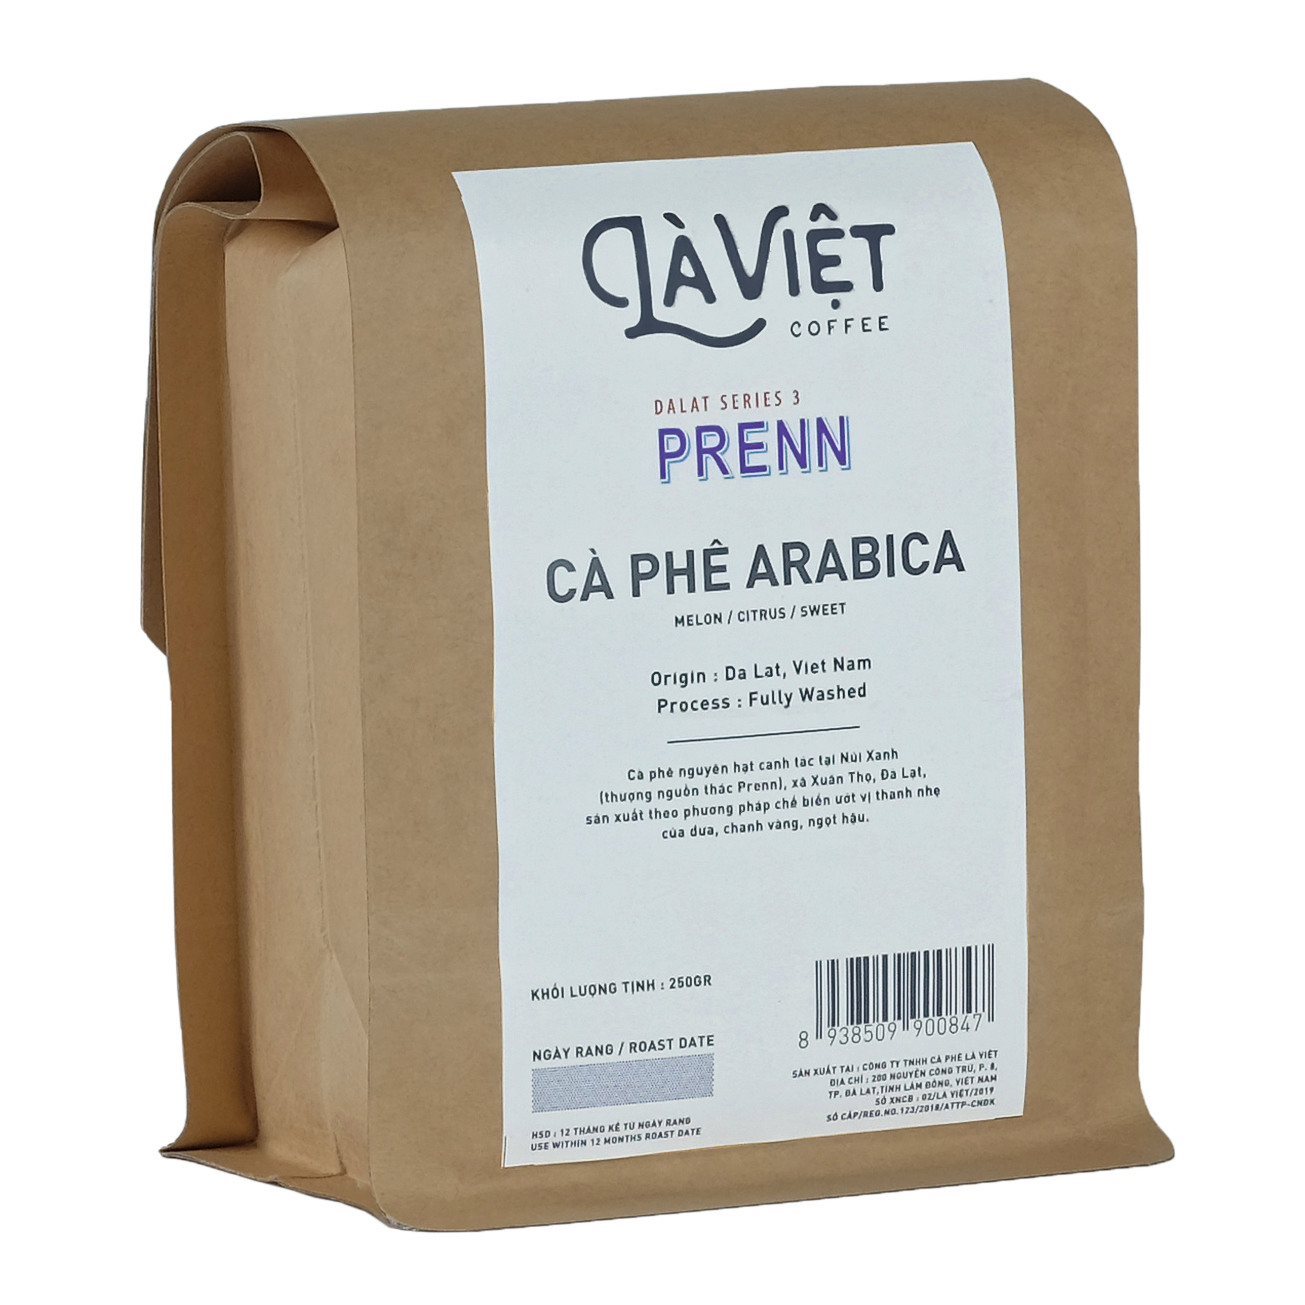 LÀ VIỆT
COFFEE
DALAT SERIES 3
PRENN
CÀ PHÊ ARABICA
MELON / CITRUS / SWEET
Origin : Da Lat, Viet Nam
Process : Fully Washed
Cà phê nguyên hạt canh tác tại Núi Xanh
(thượng nguồn thác Prenn), xã Xuân Thọ, Đà Lạt,
sản xuất theo phương pháp chế biến ướt vị thanh nhẹ
của dưa, chanh vàng, ngọt hậu.
KHỐI LƯỢNG TỊNH : 250GR
8 938509 900847
NGÀY RANG / ROAST DATE
SẢN XUẤT TẠI : CÔNG TY TNHH CÀ PHÊ LÀ VIỆT
ĐỊA CHỈ : 200 NGUYỄN CÔNG TRỨ, P. 8,
TP. ĐÀ LẠT,TỈNH LÂM ĐỒNG, VIỆT NAM
SỐ XNCB : 02/LA VIET/2019
SỐ CẤP/REG.NO.123/2018/ATTP-CNĐK
HSD : 12 THÁNG KỂ TỪ NGÀY RANG
USE WITHIN 12 MONTHS ROAST DATE